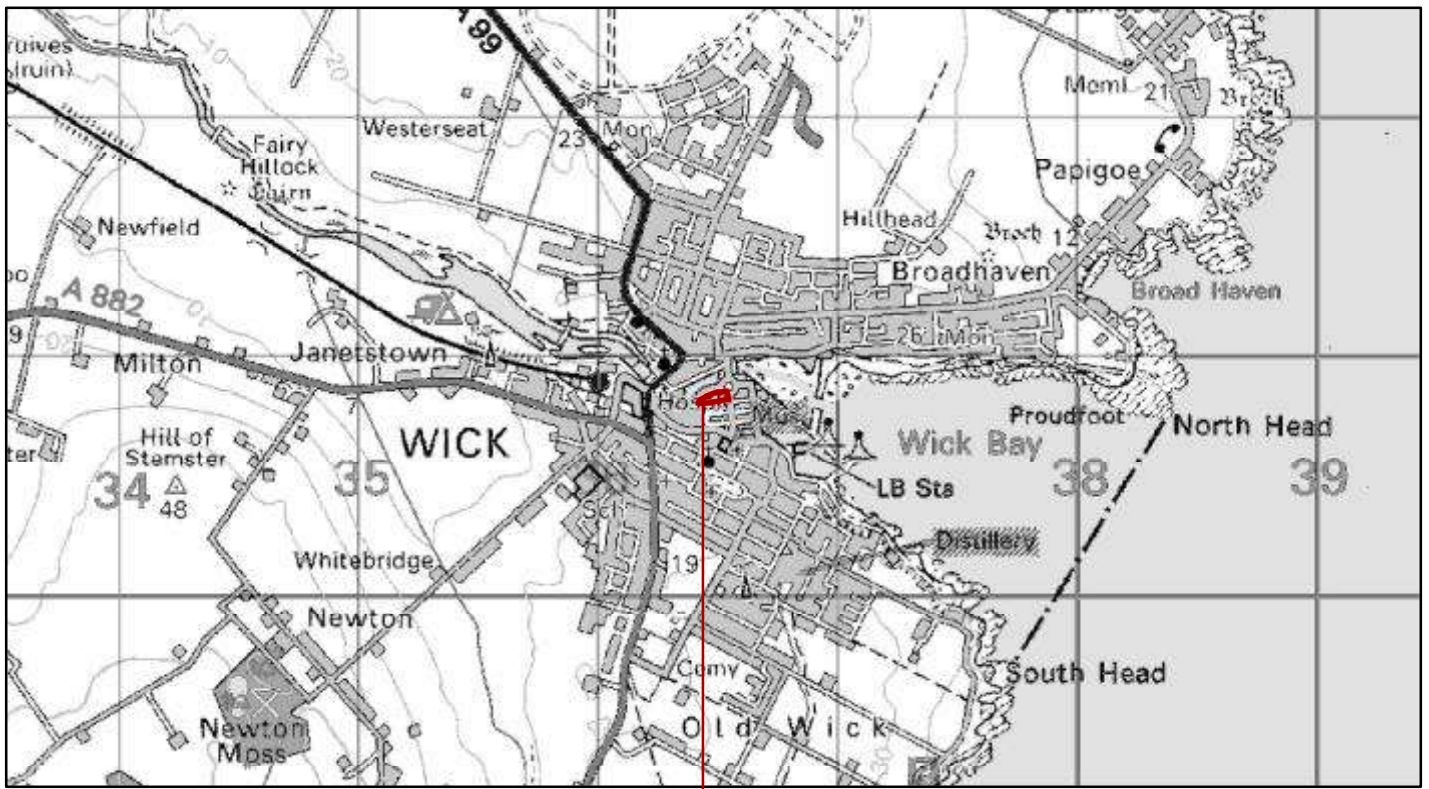 A 99
Meml
21
Westerseat
23
Mon
Fairy
Hillock
Cairn
Papigoe
Newfield
Hillhead
Broch
12
Broadhaven
Broad Haven
A 882
Janetstown
26
Mon
Milton
Proudfoot
North Head
WICK
Wick Bay
Hill of
Stemster
34
48
35
38
39
LB Sta
Distillery
Whitebridge
19
Newton
Cemy
South Head
Old Wick
Newton
Moss
30